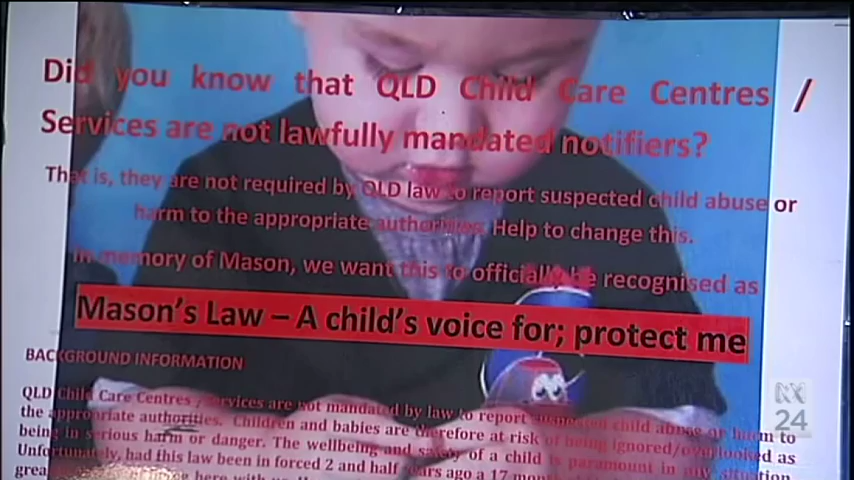 Did you know that QLD Child Care Centres /
Services are not lawfully mandated notifiers?
That is, they are not required by QLD law to report suspected child abuse or
harm to the appropriate authorities. Help to change this.
In memory of Mason, we want this to officially be recognised as
Mason's Law – A child's voice for; protect me
BACKGROUND INFORMATION
QLD Child Care Centres / Services are not mandated by law to report suspected child abuse or harm to
the appropriate authorities. Children and babies are therefore at risk of being ignored/overlooked as
being in serious harm or danger. The wellbeing and safety of a child is paramount in any situation
Unfortunately, had this law been in forced 2 and half years ago a 17
here with
24